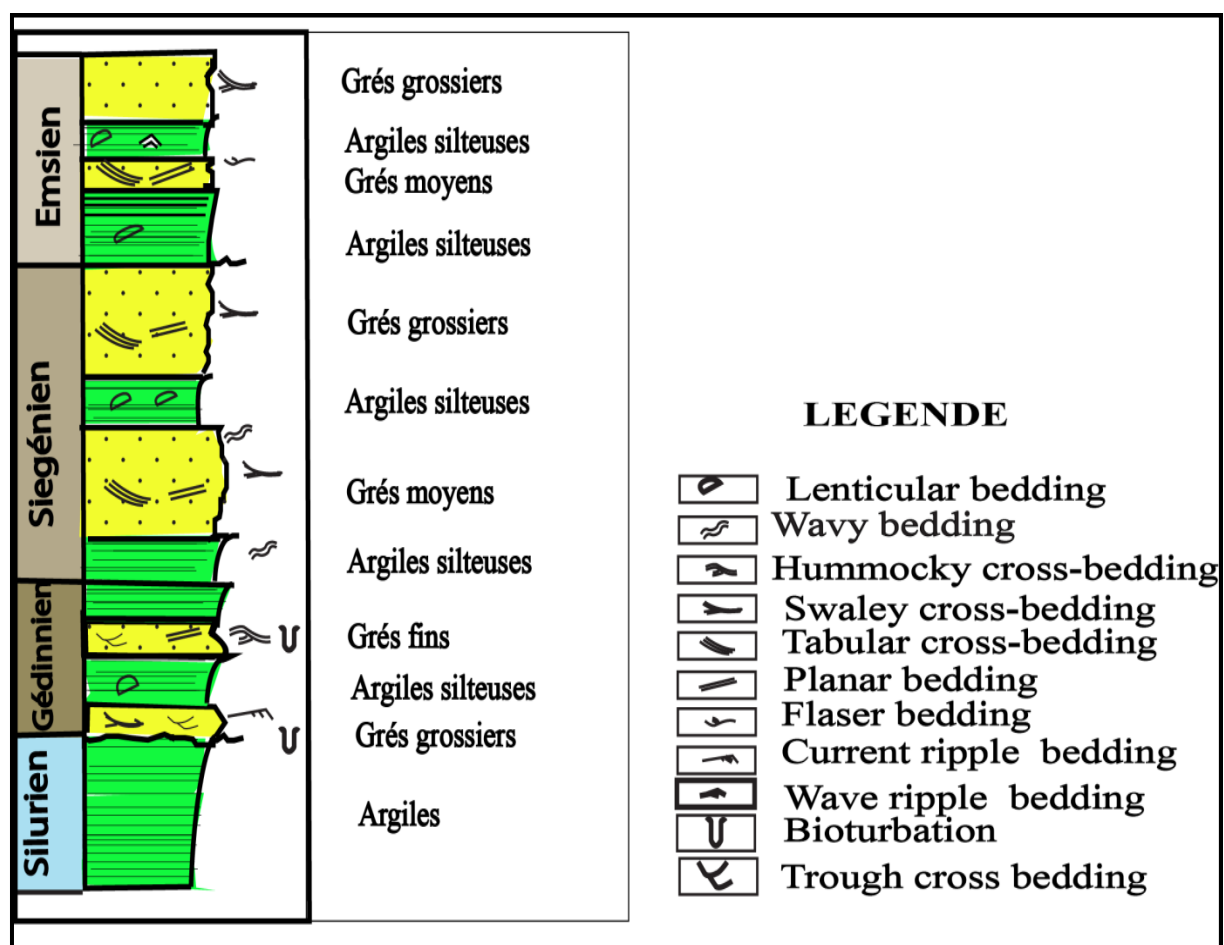 Emsien
Siegénien
Gédinnien
Silurien
Grés grossiers
Argiles silteuses
Grés moyens
Argiles silteuses
Grés grossiers
Argiles silteuses
Grés moyens
Argiles silteuses
Grés fins
Argiles silteuses
Grés grossiers
Argiles
LEGENDE
Lenticular bedding
Wavy bedding
Hummocky cross-bedding
Swaley cross-bedding
Tabular cross-bedding
Planar bedding
Flaser bedding
Current ripple bedding
Wave ripple bedding
Bioturbation
Trough cross bedding